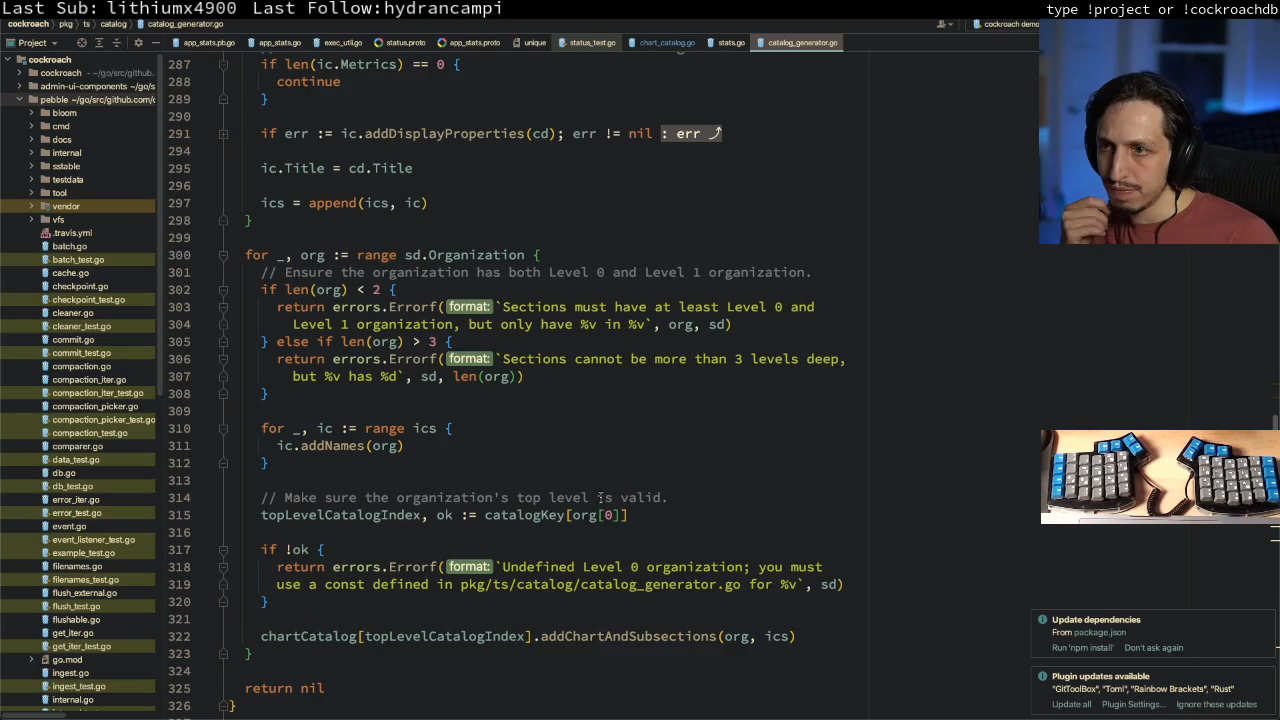 Last Sub: lithiumx4900 Last Follow:hydrancampi
type !project or !cockroachdb
cockroach pkg ts catalog catalog_generator.go
cockroach demo
Project
app_stats.pb.go app_stats.go exec_util.go status.proto app_stats.proto unique status_test.go chart_catalog.go stats.go catalog_generator.go
cockroach
cockroach ~/go/src/github.
admin-ui-components ~/go/s
pebble ~/go/src/github.com/c
bloom
cmd
docs
internal
sstable
testdata
tool
vendor
vfs
.travis.yml
batch.go
batch_test.go
cache.go
checkpoint.go
checkpoint_test.go
cleaner.go
cleaner_test.go
commit.go
commit_test.go
compaction.go
compaction_iter.go
compaction_iter_test.go
compaction_picker.go
compaction_picker_test.go
compaction_test.go
comparer.go
data_test.go
db.go
db_test.go
error_iter.go
error_test.go
event.go
event_listener_test.go
example_test.go
filenames.go
filenames_test.go
flush_external.go
flush_test.go
flushable.go
get_iter.go
get_iter_test.go
go.mod
ingest.go
ingest_test.go
internal.go
287 if len(ic.Metrics) == 0 {
288 continue
289 }
290
291 if err := ic.addDisplayProperties(cd); err != nil : err
294
295 ic.Title = cd.Title
296
297 ics = append(ics, ic)
298 }
299
300 for _, org := range sd.Organization {
301 // Ensure the organization has both Level 0 and Level 1 organization.
302 if len(org) < 2 {
303 return errors.Errorf( format: `Sections must have at least Level 0 and
304 Level 1 organization, but only have %v in %v`, org, sd)
305 } else if len(org) > 3 {
306 return errors.Errorf( format: `Sections cannot be more than 3 levels deep,
307 but %v has %d`, sd, len(org))
308 }
309
310 for _, ic := range ics {
311 ic.addNames(org)
312 }
313
314 // Make sure the organization's top level is valid.
315 topLevelCatalogIndex, ok := catalogKey[org[0]]
316
317 if !ok {
318 return errors.Errorf( format: `Undefined Level 0 organization; you must
319 use a const defined in pkg/ts/catalog/catalog_generator.go for %v`, sd)
320 }
321
322 chartCatalog[topLevelCatalogIndex].addChartAndSubsections(org, ics)
323 }
324
325 return nil
326 }
Update dependencies
From package.json
Run 'npm install' Don't ask again
Plugin updates available
"GitToolBox", "Toml", "Rainbow Brackets", "Rust"
Update all Plugin Settings... Ignore these updates